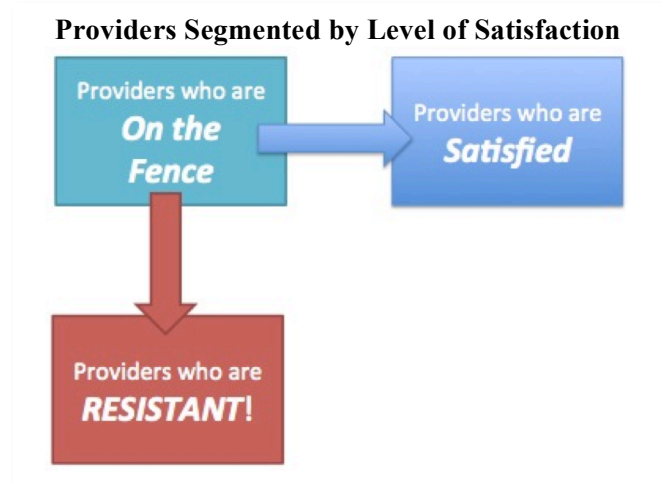 Providers Segmented by Level of Satisfaction
Providers who are
On the
Fence
Providers who are
Satisfied
Providers who are
RESISTANT!